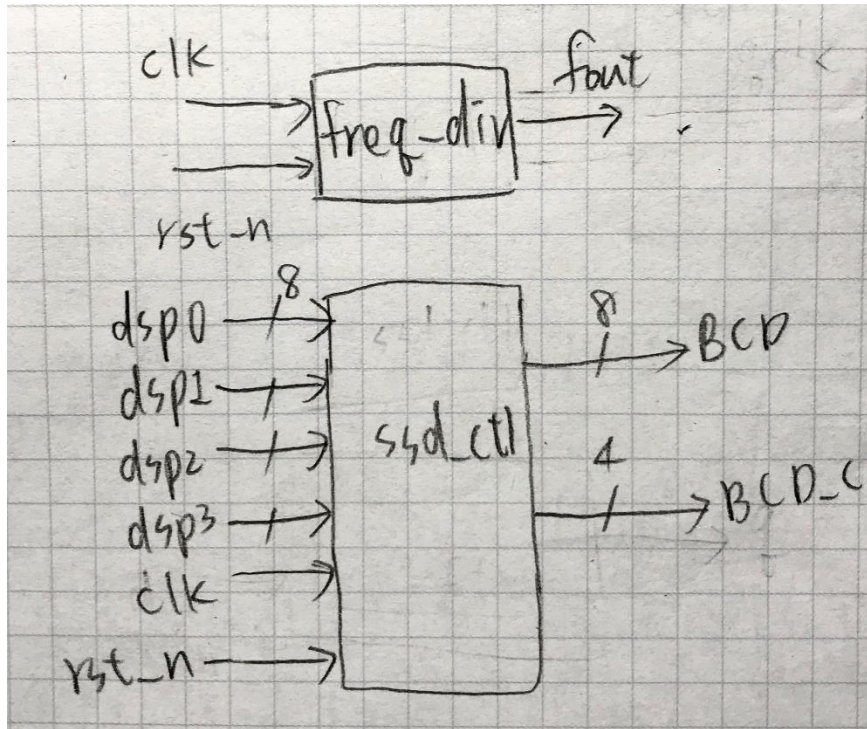 clk
fout
freq_div
rst_n
8
dsp0
8
BCD
dsp1
ssd_ctl
dsp2
4
BCD_C
dsp3
clk
rst_n